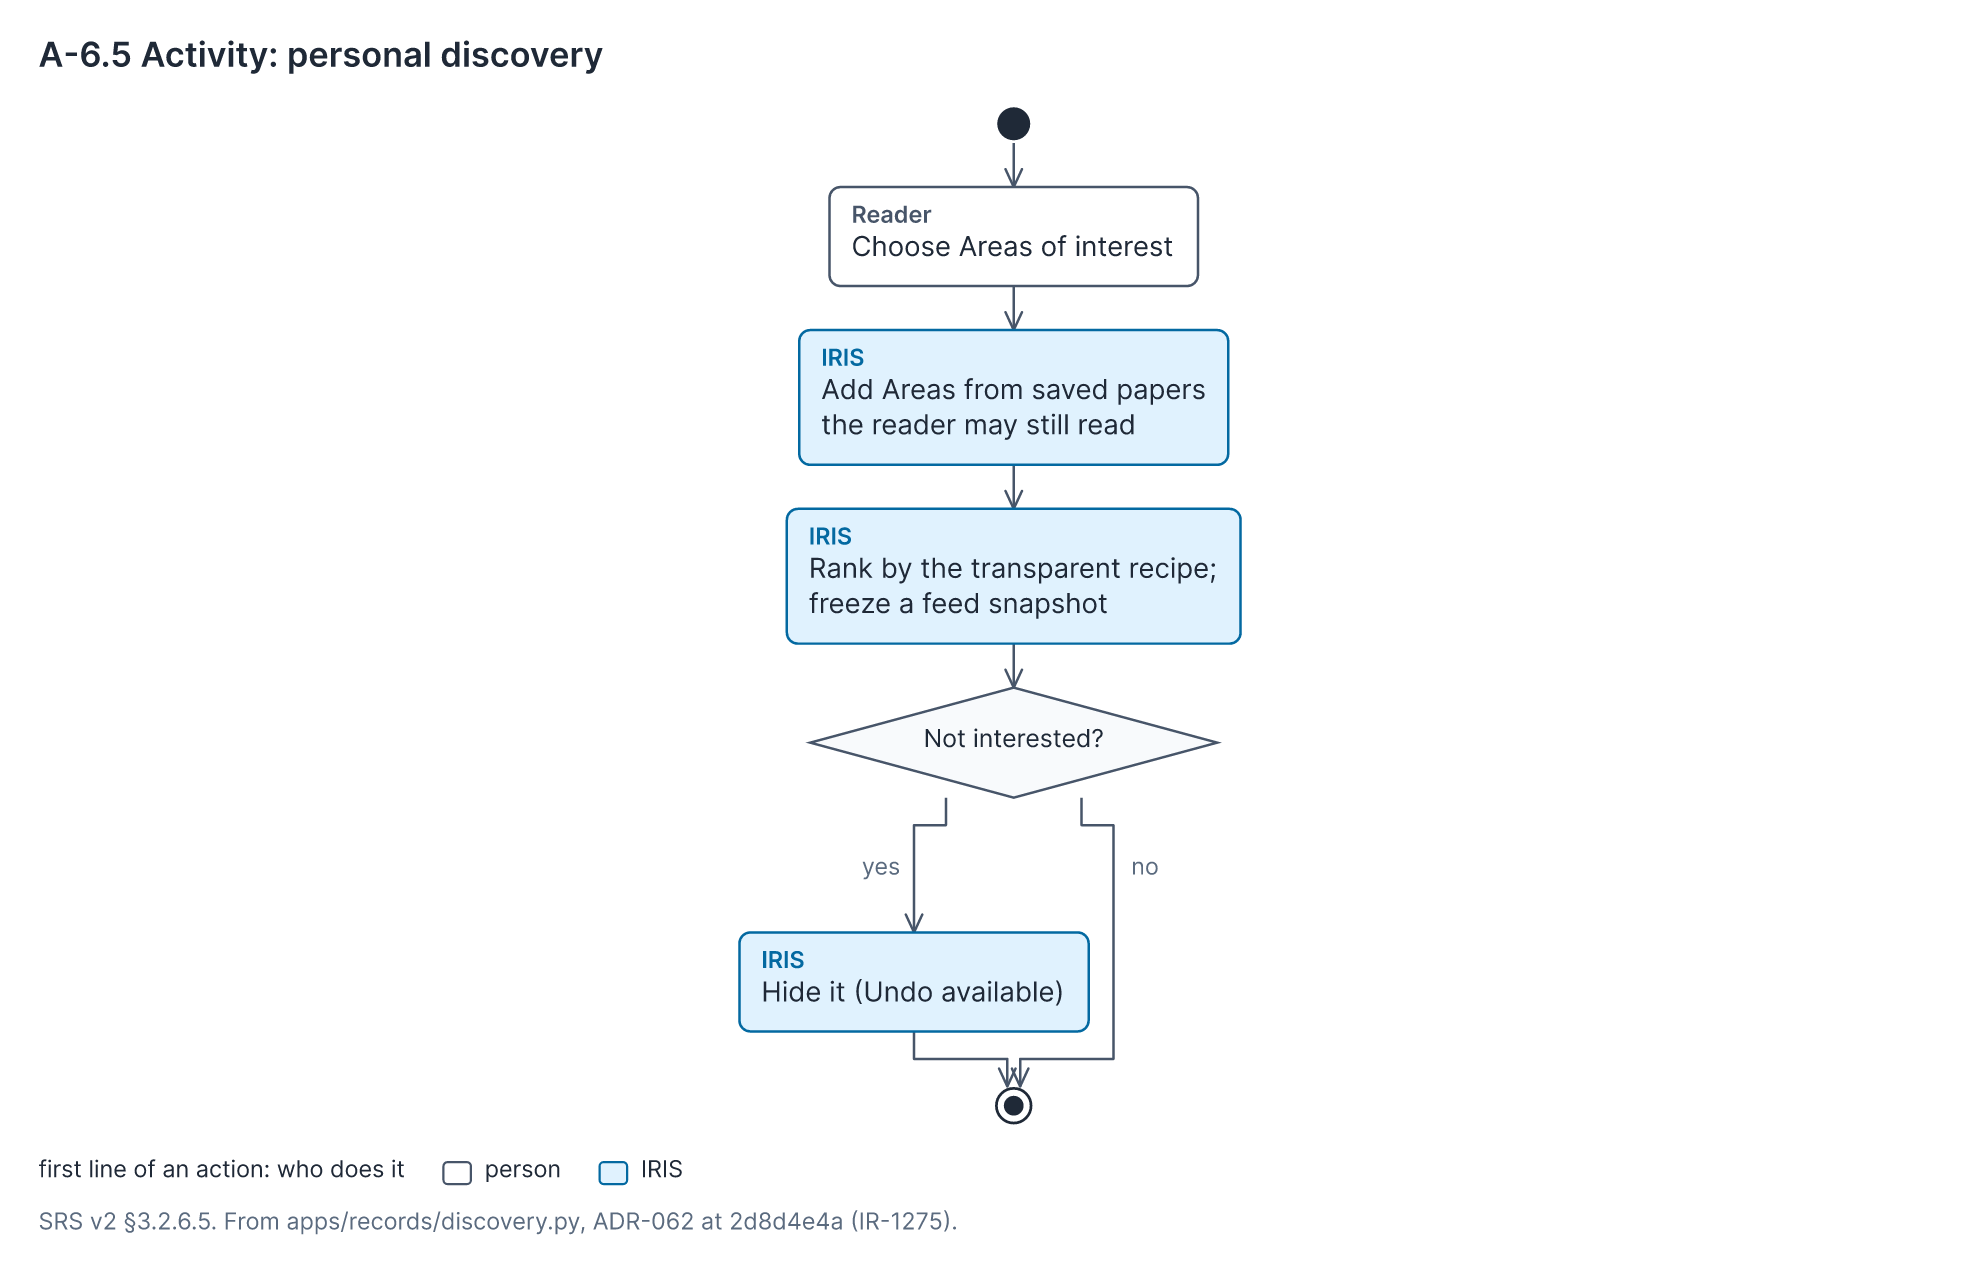 A-6.5 Activity: personal discovery
Reader
Choose Areas of interest
IRIS
Add Areas from saved papers
the reader may still read
IRIS
Rank by the transparent recipe;
freeze a feed snapshot
Not interested?
yes
no
IRIS
Hide it (Undo available)
first line of an action: who does it
person
IRIS
SRS v2 §3.2.6.5. From apps/records/discovery.py, ADR-062 at 2d8d4e4a (IR-1275).